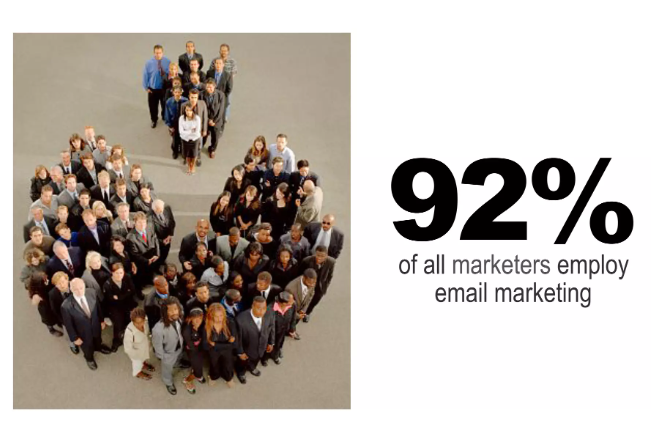 92%
of all marketers employ
email marketing